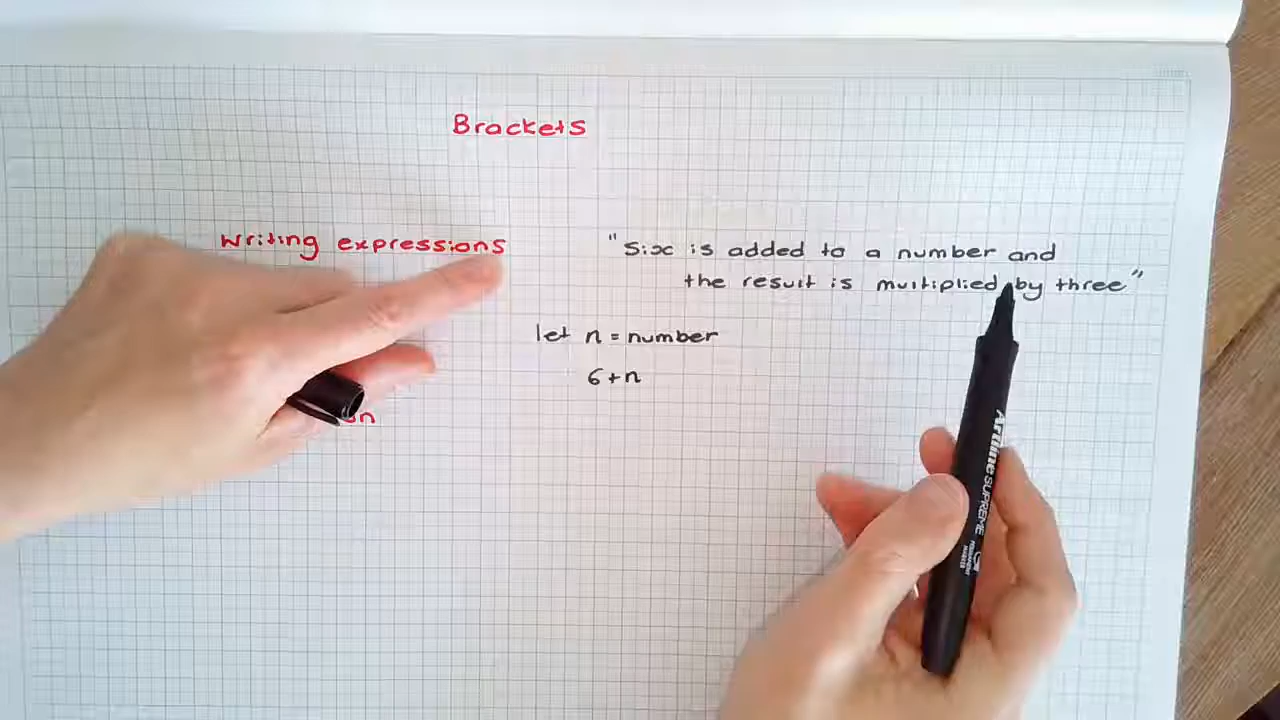 Brackets
Writing expressions
"Six is added to a number and
the result is multiplied by three"
let n = number
6+n
Artline SUPREME